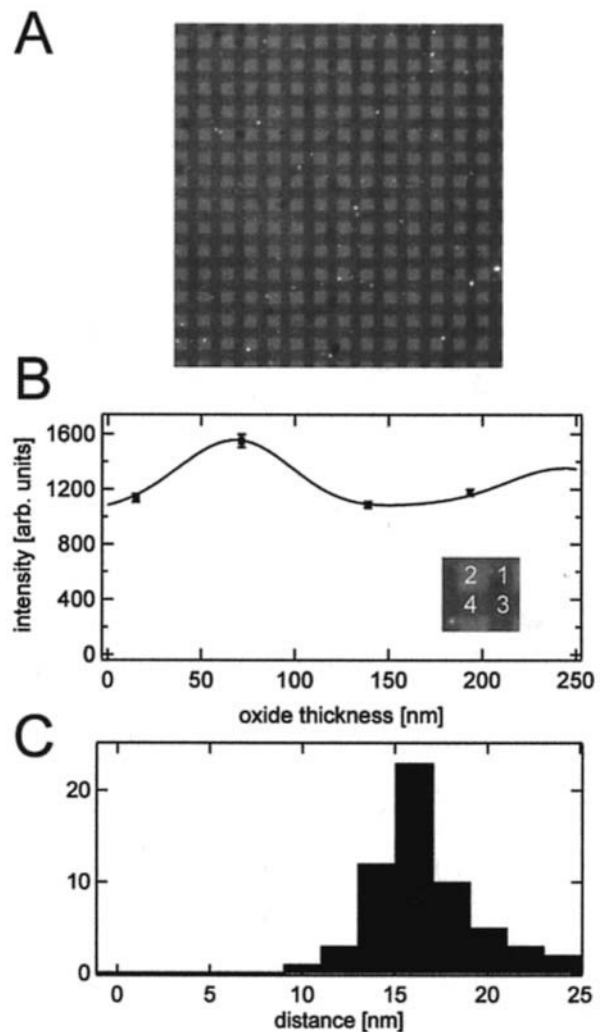 A
B
intensity [arb. units]
1600
1200
800
400
0
2 1
4 3
0 50 100 150 200 250
oxide thickness [nm]
C
20
10
0
0 5 10 15 20 25
distance [nm]